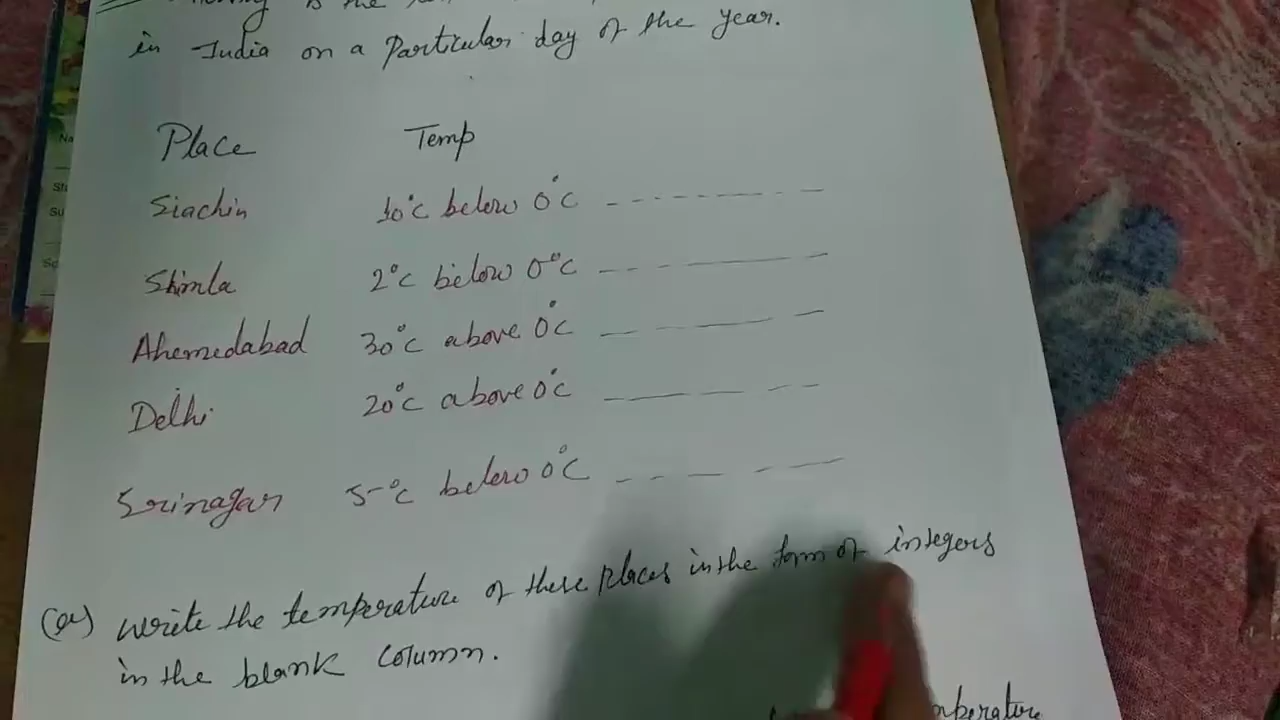 is the
in India on a Particular day of the year.
Place Temp
Siachin 10°C below 0°C
Shimla 2°C below 0°C
Ahemedabad 30°C above 0°C
Delhi 20°C above 0°C
Srinagar 5°C below 0°C
(a) Write the temperature of these places in the form of integers
in the blank column.